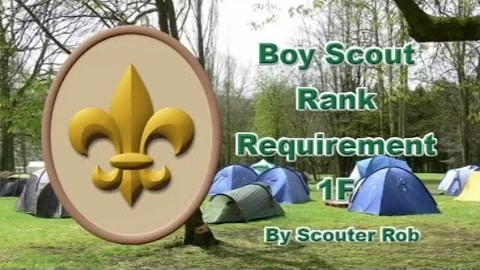 Boy Scout
Rank
Requirement
1F
By Scouter Rob